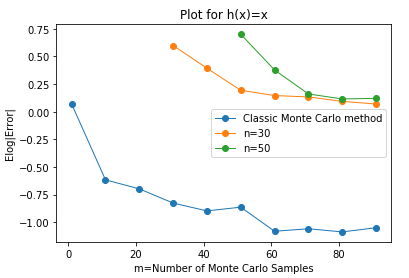 Plot for h(x)=x
Elog|Error|
0.75
0.50
0.25
0.00
−0.25
−0.50
−0.75
−1.00
Classic Monte Carlo method
n=30
n=50
0 20 40 60 80
m=Number of Monte Carlo Samples